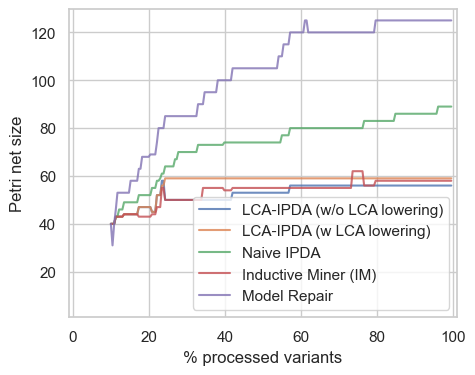 120
100
80
60
40
20
Petri net size
LCA-IPDA (w/o LCA lowering)
LCA-IPDA (w LCA lowering)
Naive IPDA
Inductive Miner (IM)
Model Repair
0 20 40 60 80 100
% processed variants